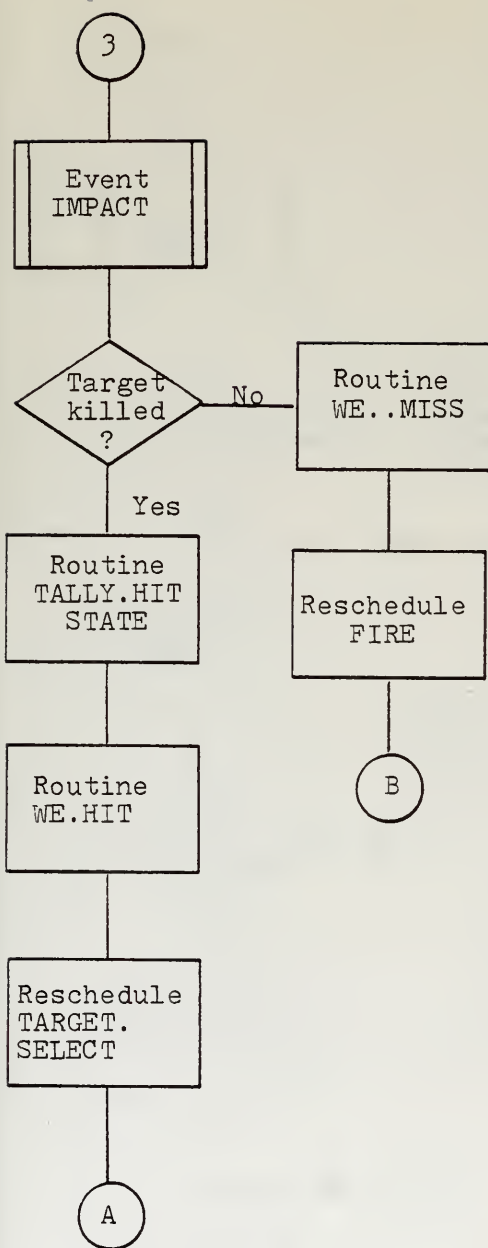 3
Event
IMPACT
Target
killed
?
No
Yes
Routine
TALLY.HIT
STATE
Routine
WE.HIT
Reschedule
TARGET.
SELECT
A
Routine
WE..MISS
Reschedule
FIRE
B